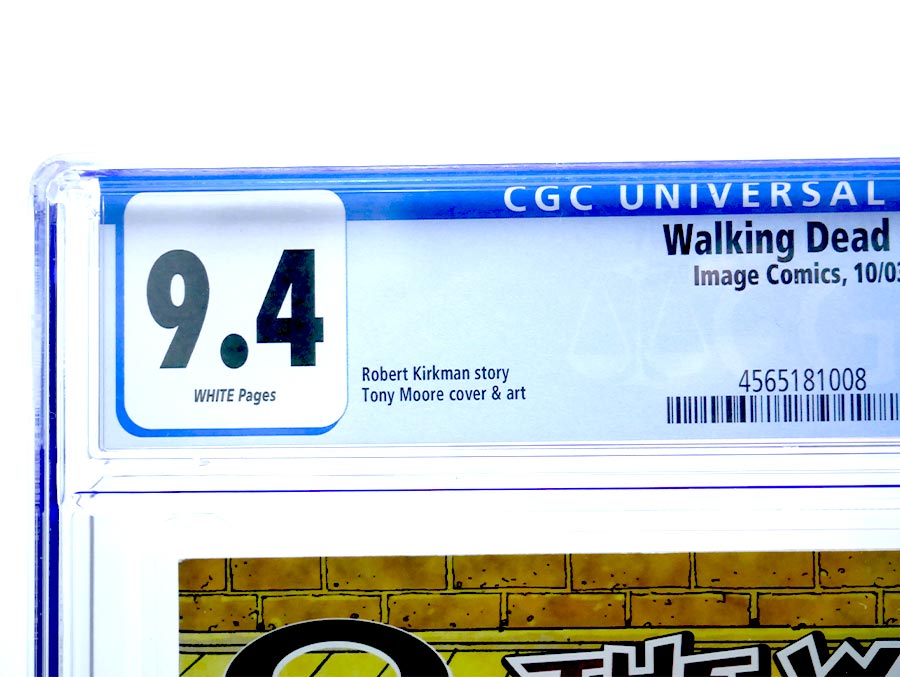 CGC UNIVERSAL
9.4
WHITE Pages
Walking Dead
Image Comics, 10/03
Robert Kirkman story
Tony Moore cover & art
4565181008
THE W